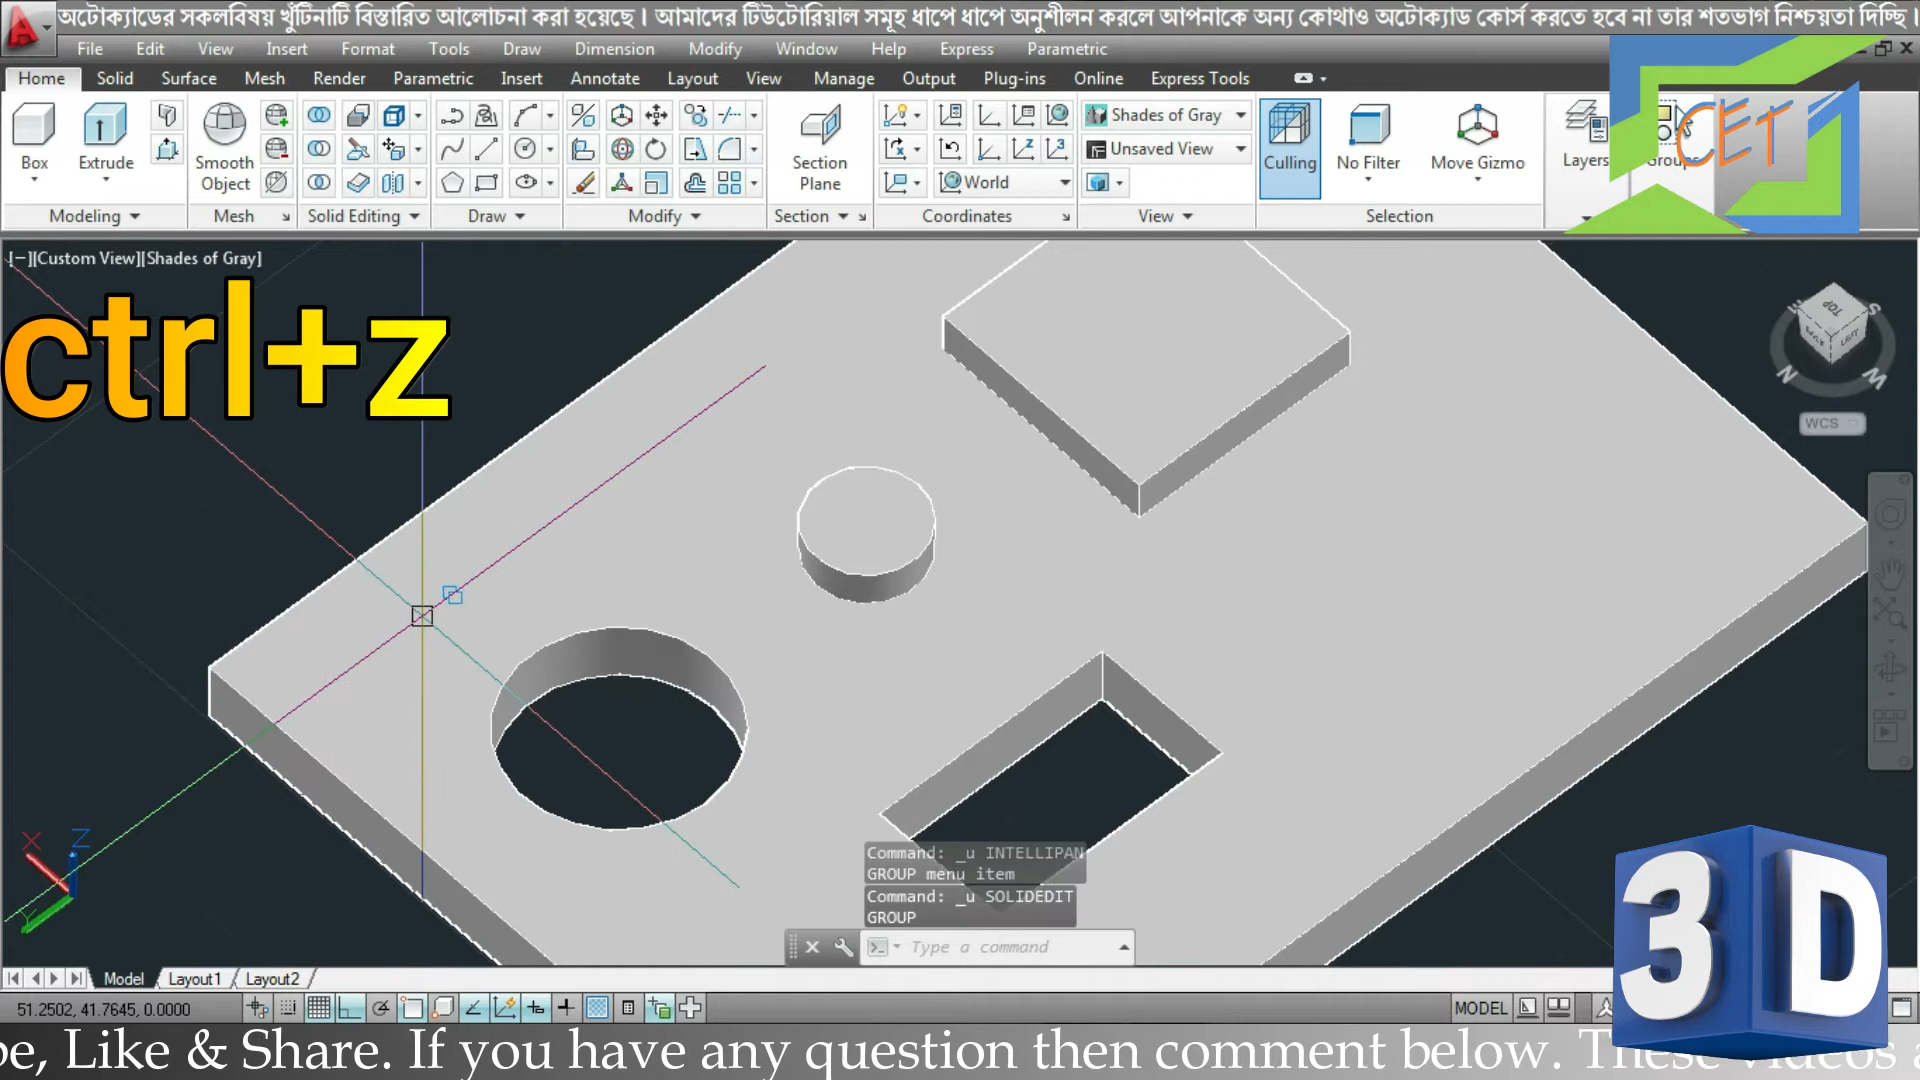 অটোক্যাডের সকলবিষয় খুঁটিনাটি বিস্তারিত আলোচনা করা হয়েছে। আমাদের টিউটোরিয়াল সমূহ ধাপে ধাপে অনুশীলন করলে আপনাকে অন্য কোথাও অটোক্যাড কোর্স করতে হবে না তার শতভাগ নিশ্চয়তা দিচ্ছি।
File Edit View Insert Format Tools Draw Dimension Modify Window Help Express Parametric
Home Solid Surface Mesh Render Parametric Insert Annotate Layout View Manage Output Plug-ins Online Express Tools
Box Extrude Smooth Object Section Plane Shades of Gray Unsaved View World Culling No Filter Move Gizmo Layers Groups
CET
Modeling Mesh Solid Editing Draw Modify Section Coordinates View Selection
[−][Custom View][Shades of Gray]
ctrl+z
TOP
BACK LEFT
S
N W
WCS
X Z
Y
Command: _u INTELLIPAN
GROUP menu item
Command: _u SOLIDEDIT
GROUP
Type a command
3D
Model Layout1 Layout2
51.2502, 41.7645, 0.0000 MODEL
be, Like & Share. If you have any question then comment below. These videos a